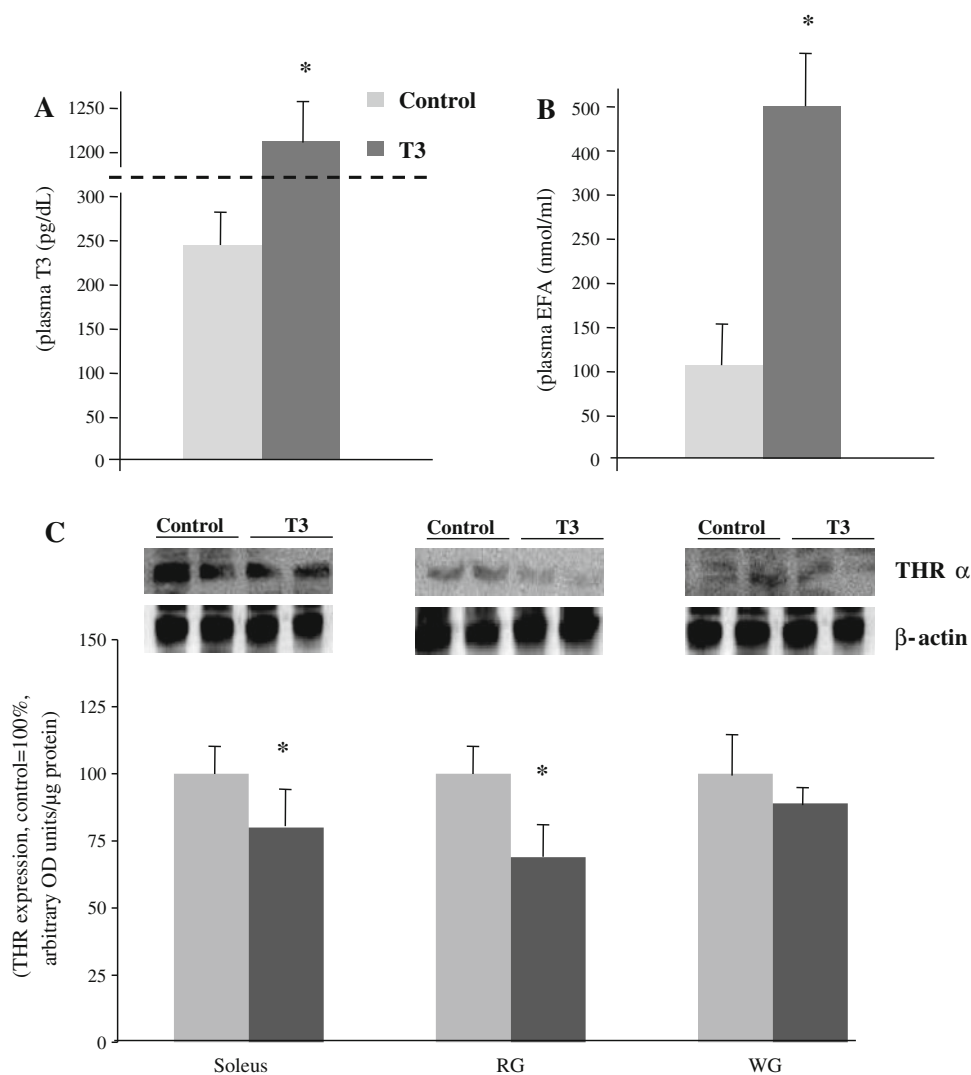 A
(plasma T3 (pg/dL)
1250
1200
300
250
200
150
100
50
0
*
Control
T3
B
(plasma EFA (nmol/ml)
500
400
300
250
200
150
100
50
0
*
C
Control T3
Control T3
Control T3
THR α
β-actin
(THR expression, control=100%,
arbitrary OD units/μg protein)
150
125
100
75
50
25
0
*
*
Soleus RG WG